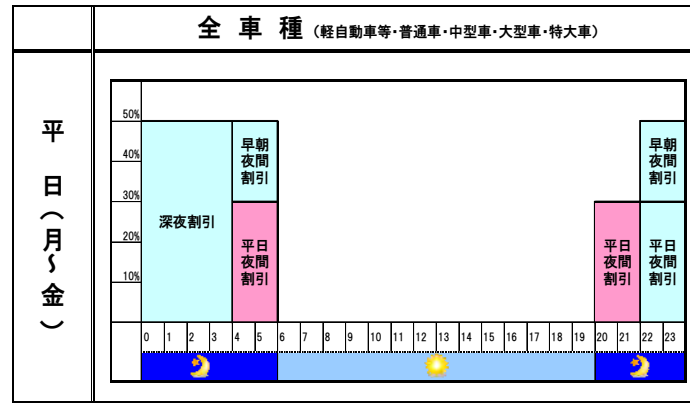 全 車 種 (軽自動車等・普通車・中型車・大型車・特大車)
平 日(月～金)
50%
40%
30%
20%
10%
深夜割引
早朝
夜間
割引
平日
夜間
割引
平日
夜間
割引
早朝
夜間
割引
平日
夜間
割引
0 1 2 3 4 5 6 7 8 9 10 11 12 13 14 15 16 17 18 19 20 21 22 23